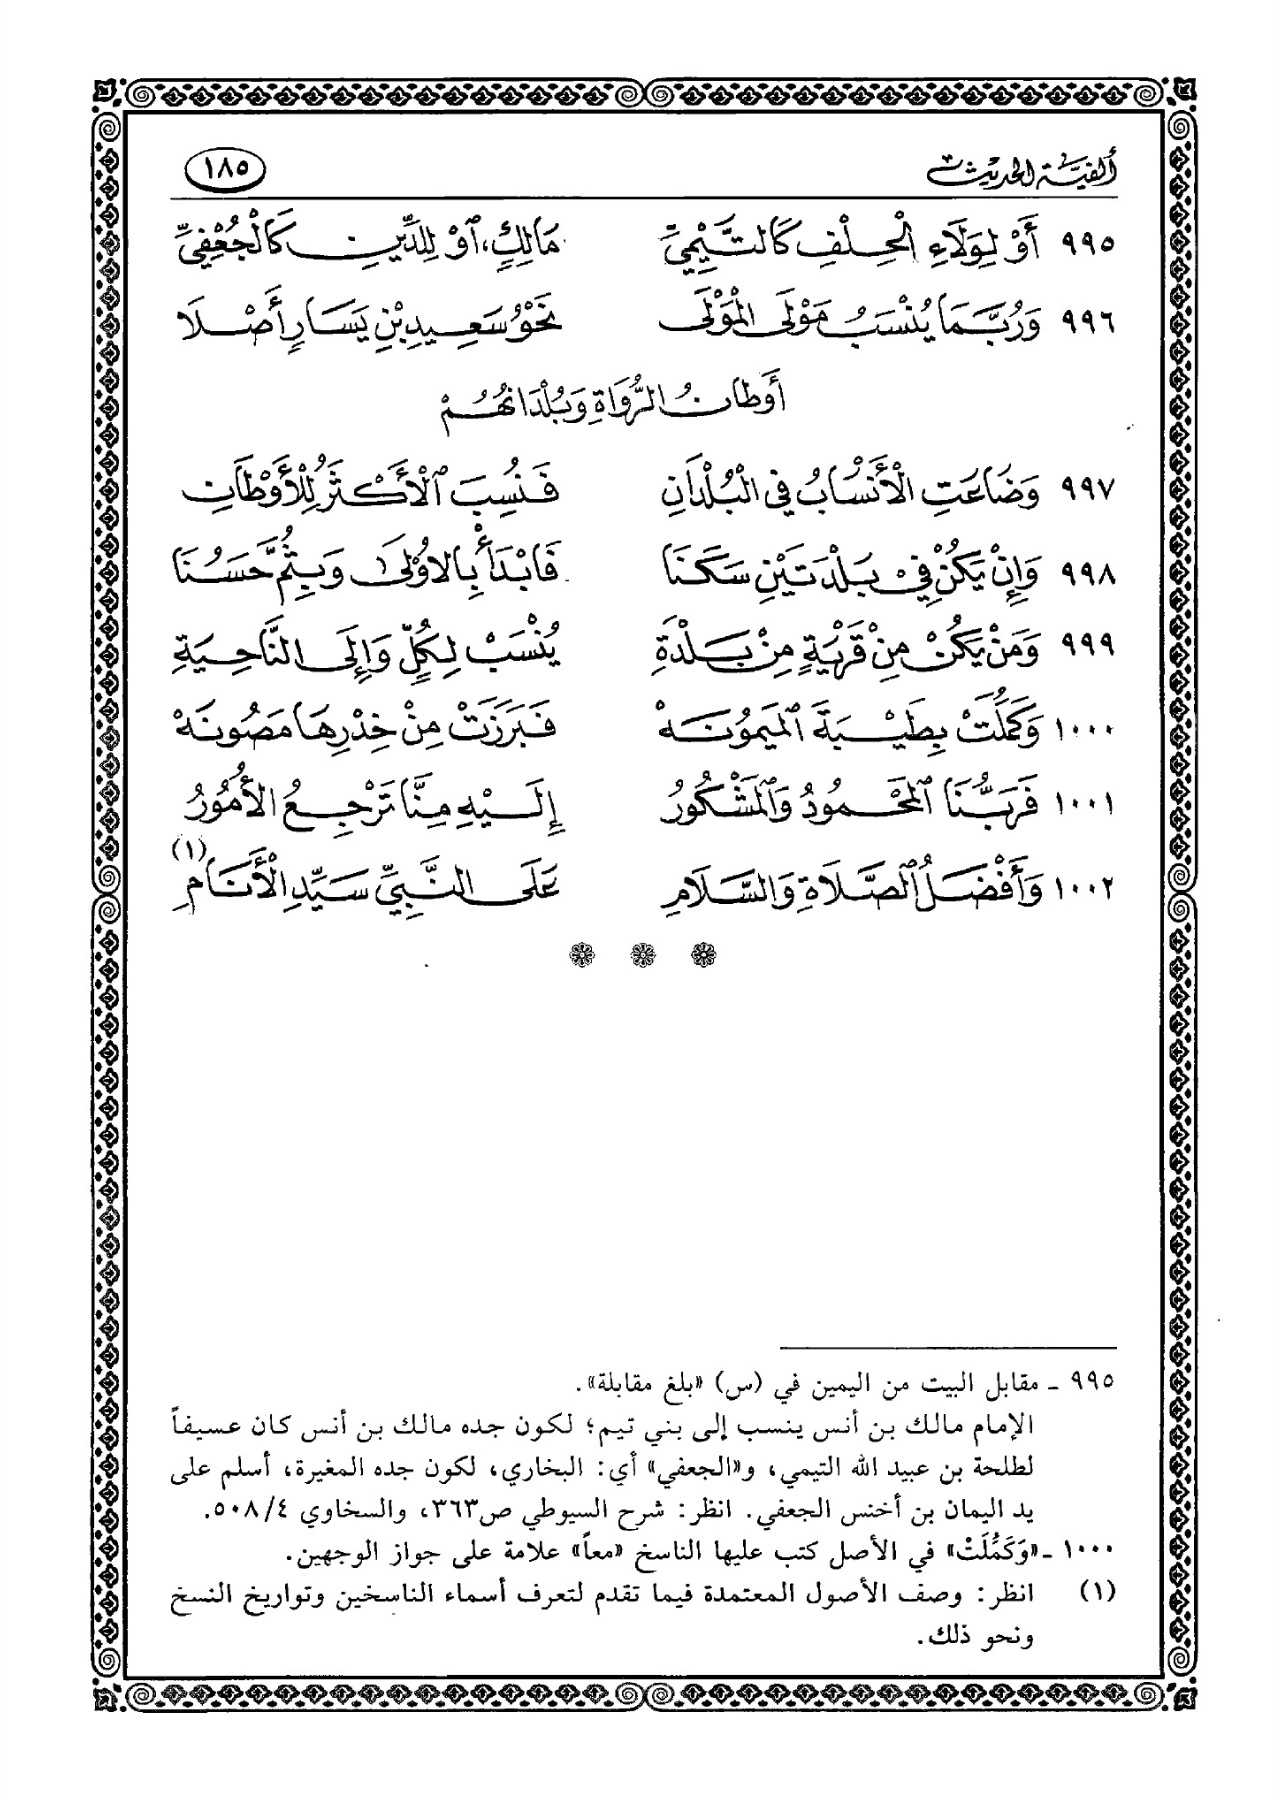 ألفية الحديث ١٨٥
٩٩٥ أَوْ لِوَلَاءِ الْحِلْفِ كَالتَّيْمِيِّ مَالِكٍ، اَوْ لِلدِّينِ كَالْجُعْفِيِّ
٩٩٦ وَرُبَّمَا يُنْسَبُ مَوْلَى الْمَوْلَى نَحْوُ سَعِيدِ بْنِ يَسَارٍ أَصْلَا
أَوْطَانُ الرُّوَاةِ وَبُلْدَانُهُمْ
٩٩٧ وَضَاعَتِ الْأَنْسَابُ فِي الْبُلْدَانِ فَنُسِبَ الْأَكْثَرُ لِلْأَوْطَانِ
٩٩٨ وَإِنْ يَكُنْ فِيْ بَلْدَتَيْنِ سَكَنَا فَابْدَأْ بِالاُوْلَى وَبِثُمَّ حَسُنَا
٩٩٩ وَمَنْ يَكُنْ مِنْ قَرْيَةٍ مِنْ بَلْدَةِ يُنْسَبْ لِكُلٍّ وَإِلَى النَّاحِيَةِ
١٠٠٠ وَكَمُلَتْ بِطَيْبَةَ الْمَيْمُونَهْ فَبَرَزَتْ مِنْ خِدْرِهَا مَصُونَهْ
١٠٠١ فَرَبُّنَا الْمَحْمُودُ وَالْمَشْكُورُ إِلَيْهِ مِنَّا تَرْجِعُ الْأُمُورُ
١٠٠٢ وَأَفْضَلُ الصَّلَاةِ وَالسَّلَامِ عَلَى النَّبِيِّ سَيِّدِ الْأَنَامِ (١)
٩٩٥ ـ مقابل البيت من اليمين في (س) «بلغ مقابلة».
الإمام مالك بن أنس ينسب إلى بني تيم؛ لكون جده مالك بن أنس كان عسيفاً
لطلحة بن عبيد الله التيمي، و«الجعفي» أي: البخاري، لكون جده المغيرة، أسلم على
يد اليمان بن أخنس الجعفي. انظر: شرح السيوطي ص٣٦٣، والسخاوي ٥٠٨/٤.
١٠٠٠ ـ «وَكَمُلَتْ» في الأصل كتب عليها الناسخ «معاً» علامة على جواز الوجهين.
(١) انظر: وصف الأصول المعتمدة فيما تقدم لتعرف أسماء الناسخين وتواريخ النسخ
ونحو ذلك.